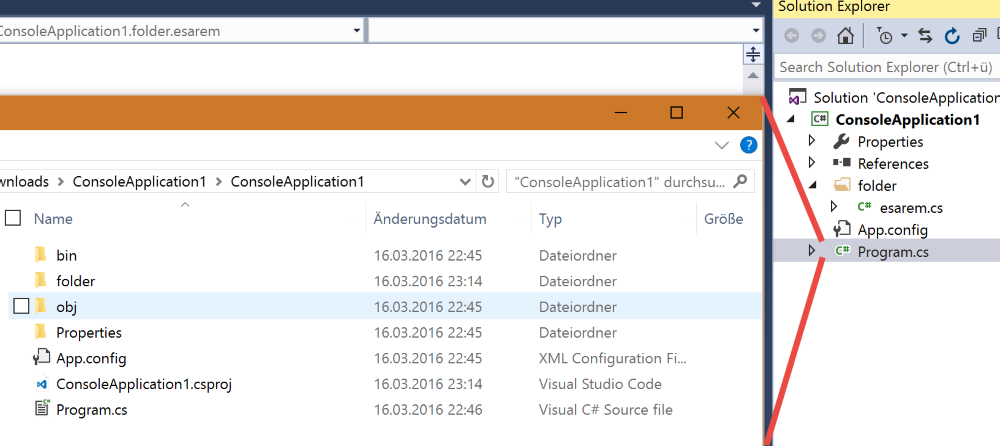 Solution Explorer
ConsoleApplication1.folder.esarem
Search Solution Explorer (Ctrl+ü)
Solution 'ConsoleApplication
C# ConsoleApplication1
Properties
References
folder
C# esarem.cs
App.config
C# Program.cs
?
wnloads > ConsoleApplication1 > ConsoleApplication1
"ConsoleApplication1" durchsu...
Name Änderungsdatum Typ Größe
bin 16.03.2016 22:45 Dateiordner
folder 16.03.2016 23:14 Dateiordner
obj 16.03.2016 22:45 Dateiordner
Properties 16.03.2016 22:45 Dateiordner
App.config 16.03.2016 22:45 XML Configuration Fi...
ConsoleApplication1.csproj 16.03.2016 23:14 Visual Studio Code
Program.cs 16.03.2016 22:46 Visual C# Source file